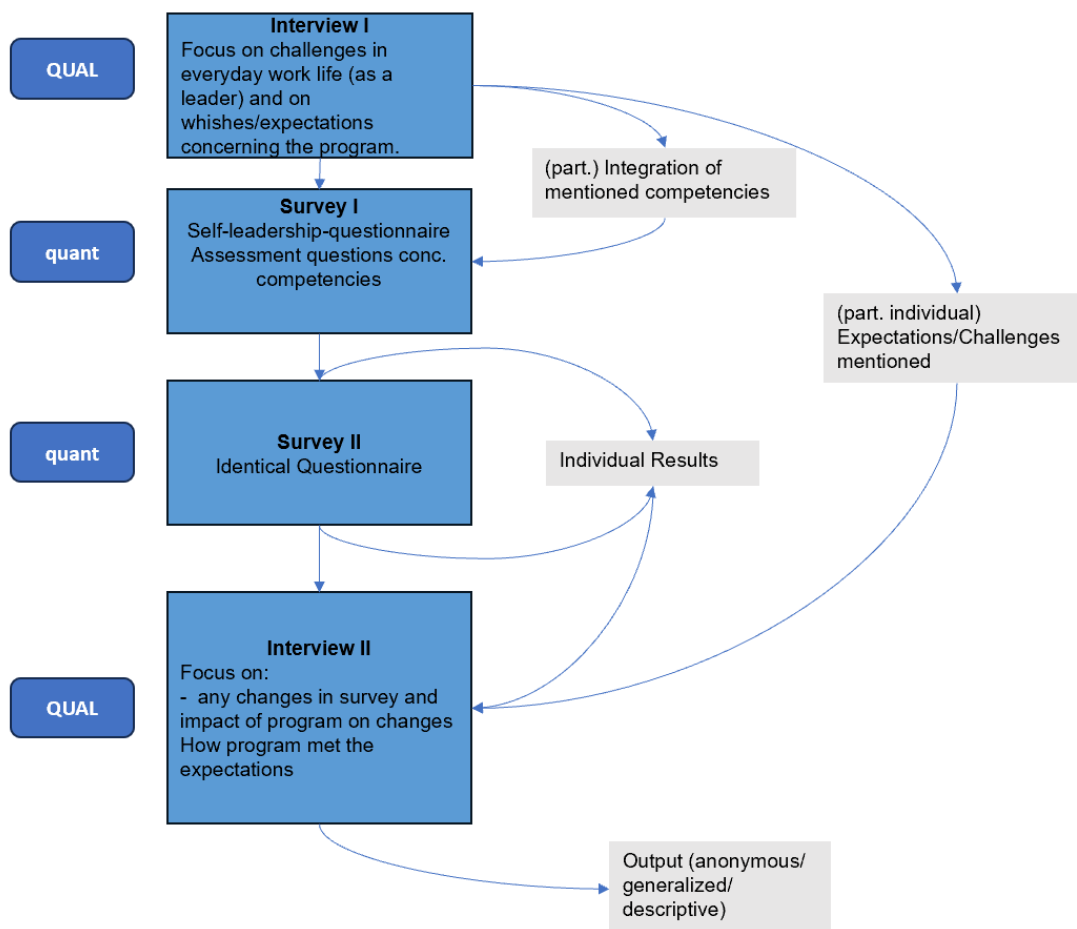 QUAL
Interview I
Focus on challenges in
everyday work life (as a
leader) and on
whishes/expectations
concerning the program.
(part.) Integration of
mentioned competencies
quant
Survey I
Self-leadership-questionnaire
Assessment questions conc.
competencies
(part. individual)
Expectations/Challenges
mentioned
quant
Survey II
Identical Questionnaire
Individual Results
QUAL
Interview II
Focus on:
- any changes in survey and
impact of program on changes
How program met the
expectations
Output (anonymous/
generalized/
descriptive)